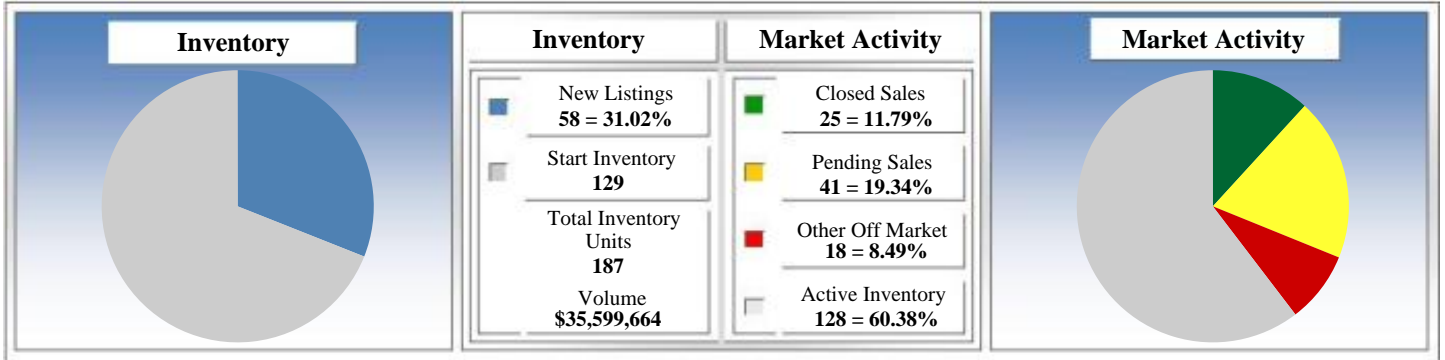 Inventory
Inventory
Market Activity
New Listings
58 = 31.02%
Start Inventory
129
Total Inventory
Units
187
Volume
$35,599,664
Closed Sales
25 = 11.79%
Pending Sales
41 = 19.34%
Other Off Market
18 = 8.49%
Active Inventory
128 = 60.38%
Market Activity